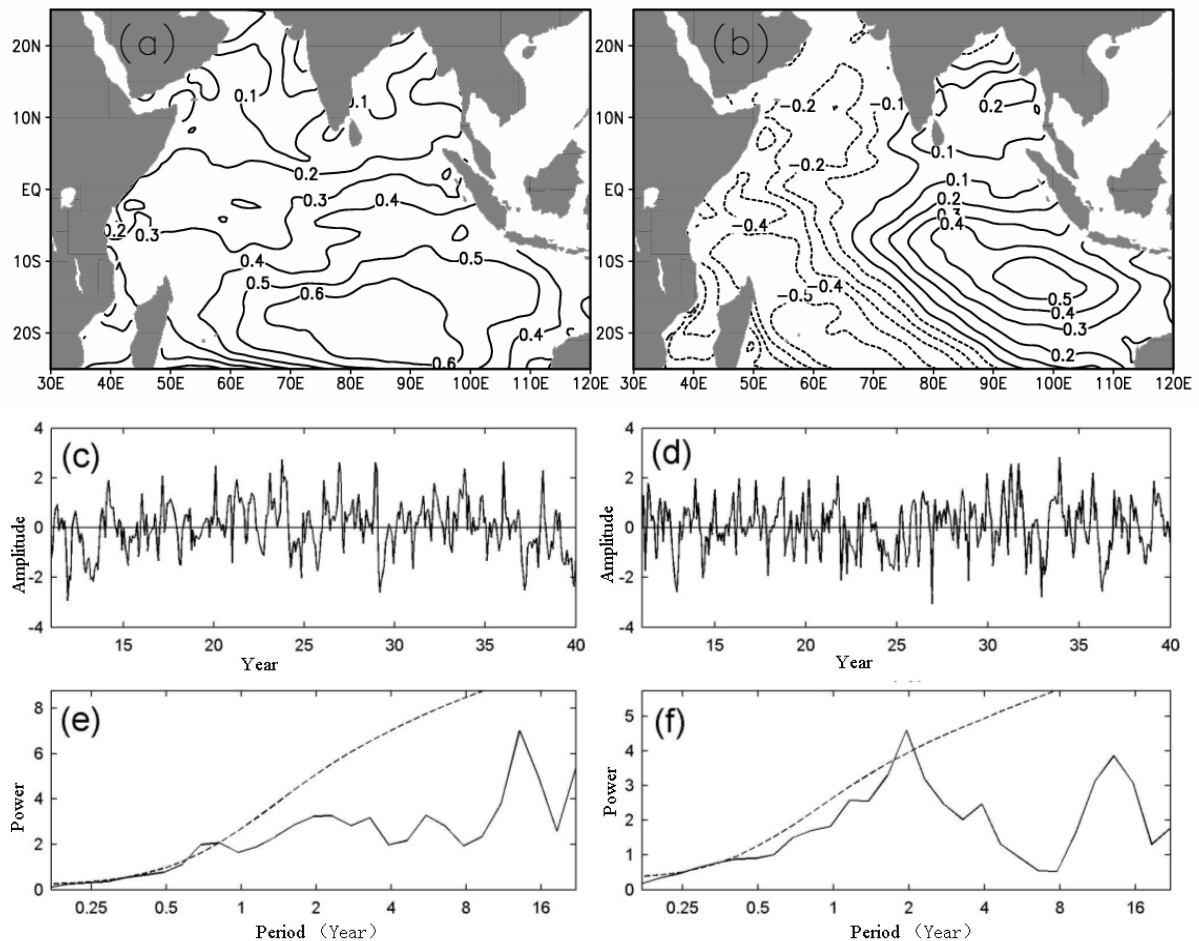 (a)
20N
10N
EQ
10S
20S
0.1
0.1
0.2
0.3
0.4
0.2
0.3
0.4
0.5
0.5
0.6
0.4
0.6
30E 40E 50E 60E 70E 80E 90E 100E 110E 120E
(b)
20N
10N
EQ
10S
20S
-0.2
-0.1
0.2
0.1
-0.2
0.1
0.2
0.3
0.4
-0.4
-0.4
-0.5
0.5
0.4
0.3
0.2
30E 40E 50E 60E 70E 80E 90E 100E 110E 120E
(c)
Amplitude
4
2
0
-2
-4
15 20 25 30 35 40
Year
(d)
Amplitude
4
2
0
-2
-4
15 20 25 30 35 40
Year
(e)
Power
8
6
4
2
0
0.25 0.5 1 2 4 8 16
Period （Year）
(f)
Power
5
4
3
2
1
0
0.25 0.5 1 2 4 8 16
Period （Year）